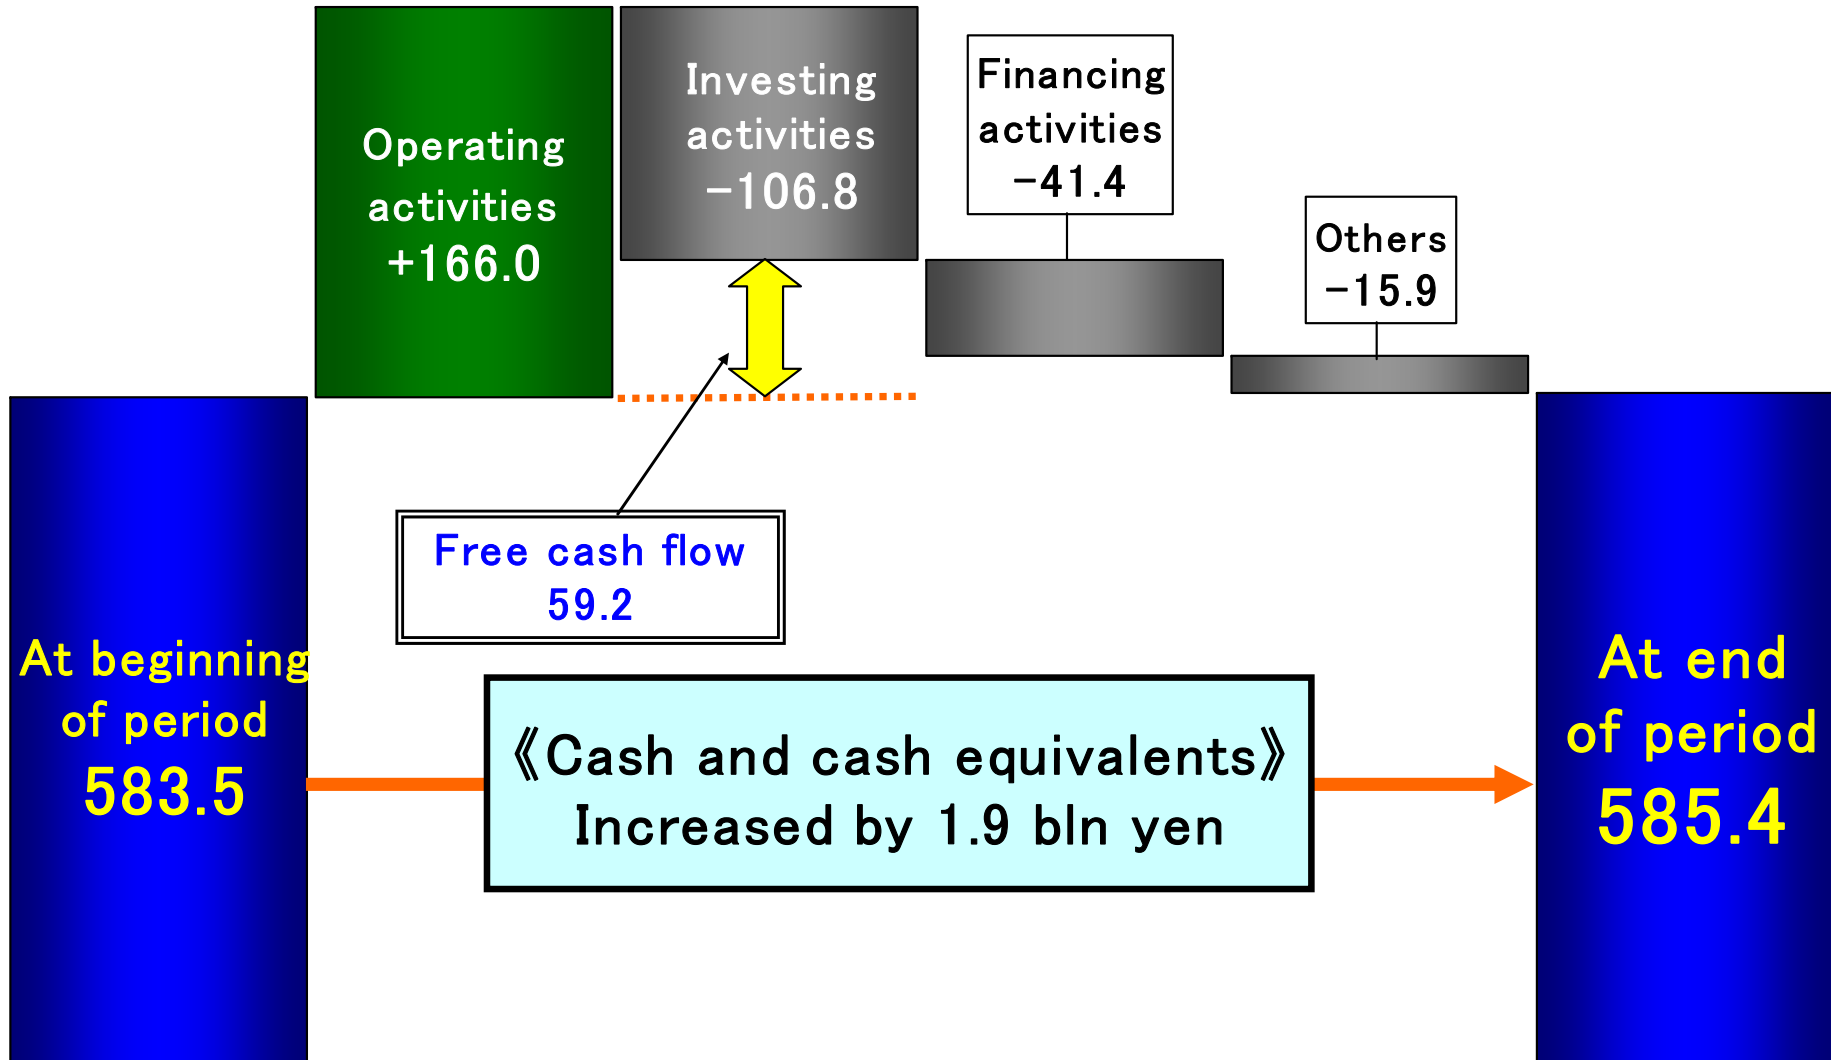 Operating
activities
+166.0
Investing
activities
−106.8
Financing
activities
−41.4
Others
−15.9
Free cash flow
59.2
At beginning
of period
583.5
《Cash and cash equivalents》
Increased by 1.9 bln yen
At end
of period
585.4